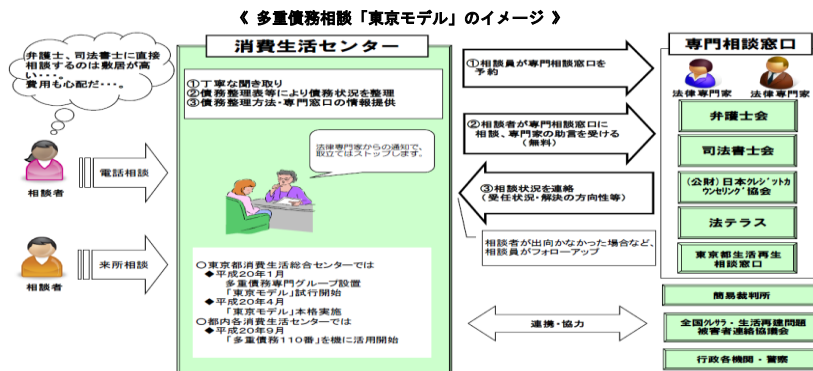 《 多重債務相談「東京モデル」のイメージ 》
弁護士、司法書士に直接
相談するのは敷居が高
い・・・。
費用も心配だ・・・。
相談者
電話相談
相談者
来所相談
消費生活センター
①丁寧な聞き取り
②債務整理表等により債務状況を整理
③債務整理方法・専門窓口の情報提供
法律専門家からの通知で、
取立てはストップします。
○東京都消費生活総合センターでは
◆平成20年1月
多重債務専門グループ設置
「東京モデル」試行開始
◆平成20年4月
「東京モデル」本格実施
○都内各消費生活センターでは
◆平成20年9月
「多重債務110番」を機に活用開始
①相談員が専門相談窓口を
予約
②相談者が専門相談窓口に
相談、専門家の助言を受ける
（無料）
③相談状況を連絡
（受任状況・解決の方向性等）
相談者が出向かなかった場合など、
相談員がフォローアップ
連携・協力
専門相談窓口
法律専門家
法律専門家
弁護士会
司法書士会
(公財)日本ｸﾚｼﾞｯﾄｶ
ｳﾝｾﾘﾝｸﾞ協会
法テラス
東京都生活再生
相談窓口
簡易裁判所
全国ｸﾚｻﾗ・生活再建問題
被害者連絡協議会
行政各機関・警察